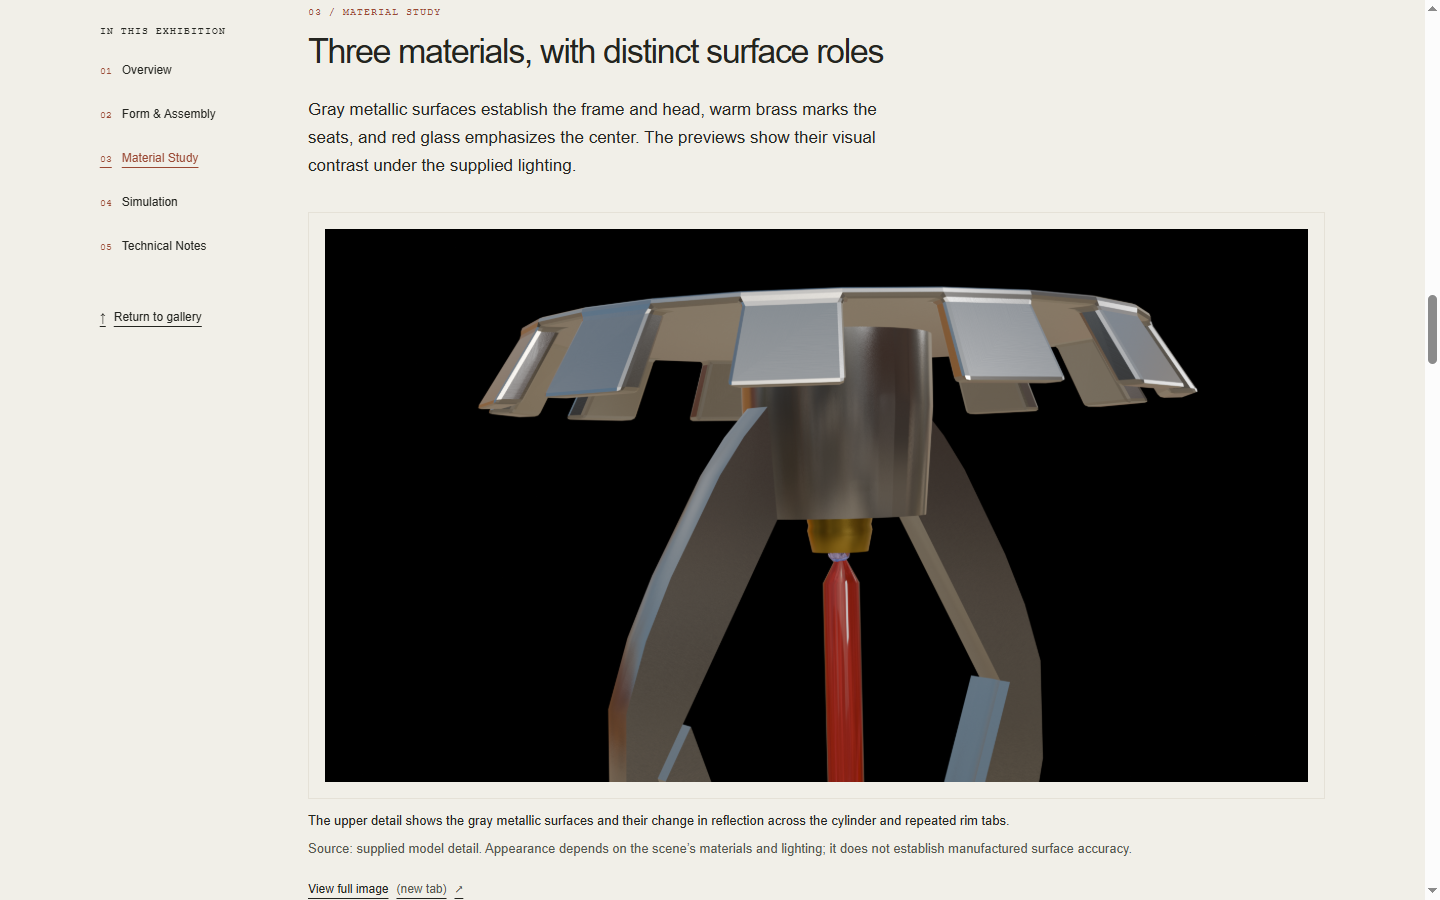 IN THIS EXHIBITION
01 Overview
02 Form & Assembly
03 Material Study
04 Simulation
05 Technical Notes
↑ Return to gallery
03 / MATERIAL STUDY
Three materials, with distinct surface roles
Gray metallic surfaces establish the frame and head, warm brass marks the
seats, and red glass emphasizes the center. The previews show their visual
contrast under the supplied lighting.
The upper detail shows the gray metallic surfaces and their change in reflection across the cylinder and repeated rim tabs.
Source: supplied model detail. Appearance depends on the scene’s materials and lighting; it does not establish manufactured surface accuracy.
View full image (new tab) ↗